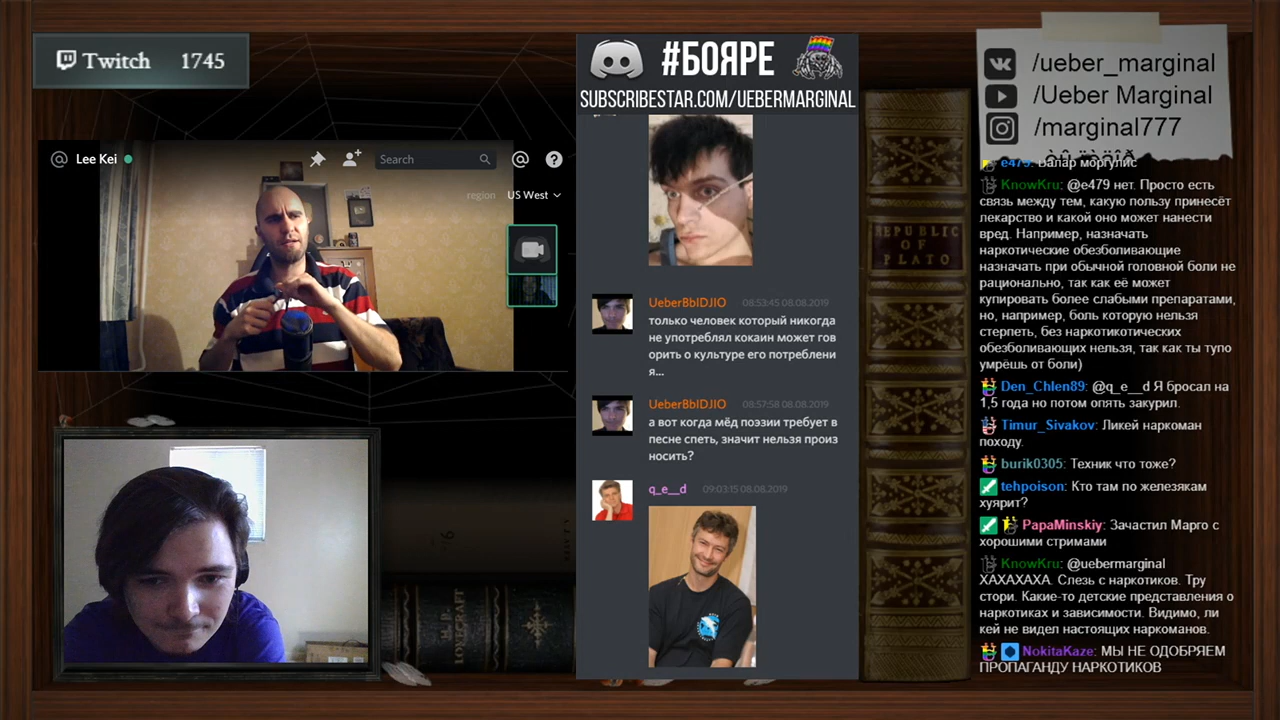 Twitch 1745
Lee Kei
Search
region US West
#БОЯРЕ
SUBSCRIBESTAR.COM/UEBERMARGINAL
UeberBbIDJIO 08:53:45 08.08.2019
только человек который никогда
не употреблял кокаин может гов
орить о культуре его потреблени
я...
UeberBbIDJIO 08:57:58 08.08.2019
а вот когда мёд поэзии требует в
песне спеть, значит нельзя произ
носить?
q_e__d 09:03:15 08.08.2019
REPUBLIC
OF
PLATO
H. P.
LOVECRAFT
/ueber_marginal
/Ueber Marginal
/marginal777
e479: Валар моргулис
KnowKru: @e479 нет. Просто есть
связь между тем, какую пользу принесёт
лекарство и какой оно может нанести
вред. Например, назначать
наркотические обезболивающие
назначать при обычной головной боли не
рационально, так как её может
купировать более слабыми препаратами,
но, например, боль которую нельзя
стерпеть, без наркотикотических
обезболивающих нельзя, так как ты тупо
умрёшь от боли)
Den_Chlen89: @q_e__d Я бросал на
1,5 года но потом опять закурил.
Timur_Sivakov: Ликей наркоман
походу.
burik0305: Техник что тоже?
tehpoison: Кто там по железякам
хуярит?
PapaMinskiy: Зачастил Марго с
хорошими стримами
KnowKru: @uebermarginal
ХАХАХАХА. Слезь с наркотиков. Тру
стори. Какие-то детские представления о
наркотиках и зависимости. Видимо, ли
кей не видел настоящих наркоманов.
NokitaKaze: МЫ НЕ ОДОБРЯЕМ
ПРОПАГАНДУ НАРКОТИКОВ